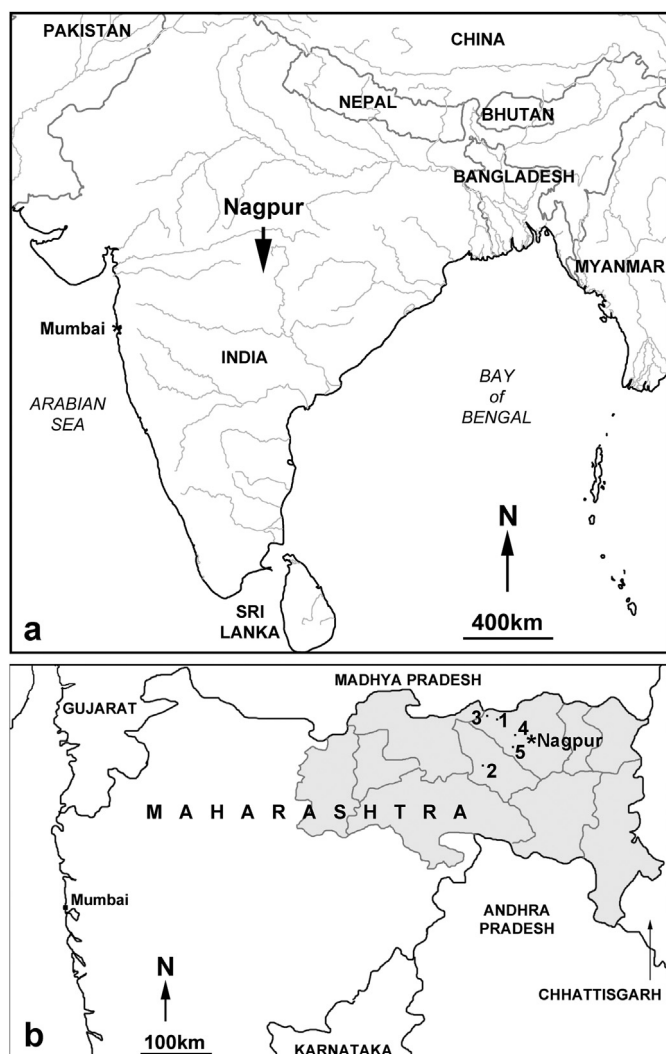 PAKISTAN
CHINA
NEPAL
BHUTAN
BANGLADESH
Nagpur
MYANMAR
Mumbai
INDIA
ARABIAN
SEA
BAY
of
BENGAL
N
SRI
LANKA
400km
a
MADHYA PRADESH
GUJARAT
3
1
4
*Nagpur
5
2
MAHARASHTRA
Mumbai
ANDHRA
PRADESH
N
CHHATTISGARH
100km
b
KARNATAKA